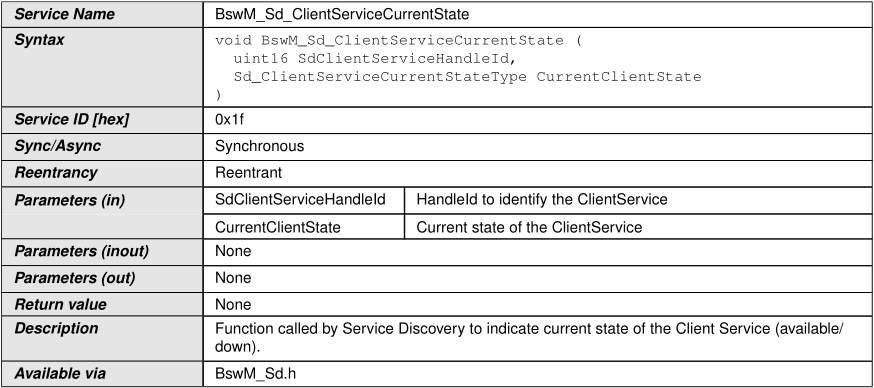 Service Name BswM_Sd_ClientServiceCurrentState
Syntax void BswM_Sd_ClientServiceCurrentState (
uint16 SdClientServiceHandleId,
Sd_ClientServiceCurrentStateType CurrentClientState
)
Service ID [hex] 0x1f
Sync/Async Synchronous
Reentrancy Reentrant
Parameters (in) SdClientServiceHandleId HandleId to identify the ClientService
CurrentClientState Current state of the ClientService
Parameters (inout) None
Parameters (out) None
Return value None
Description Function called by Service Discovery to indicate current state of the Client Service (available/
down).
Available via BswM_Sd.h